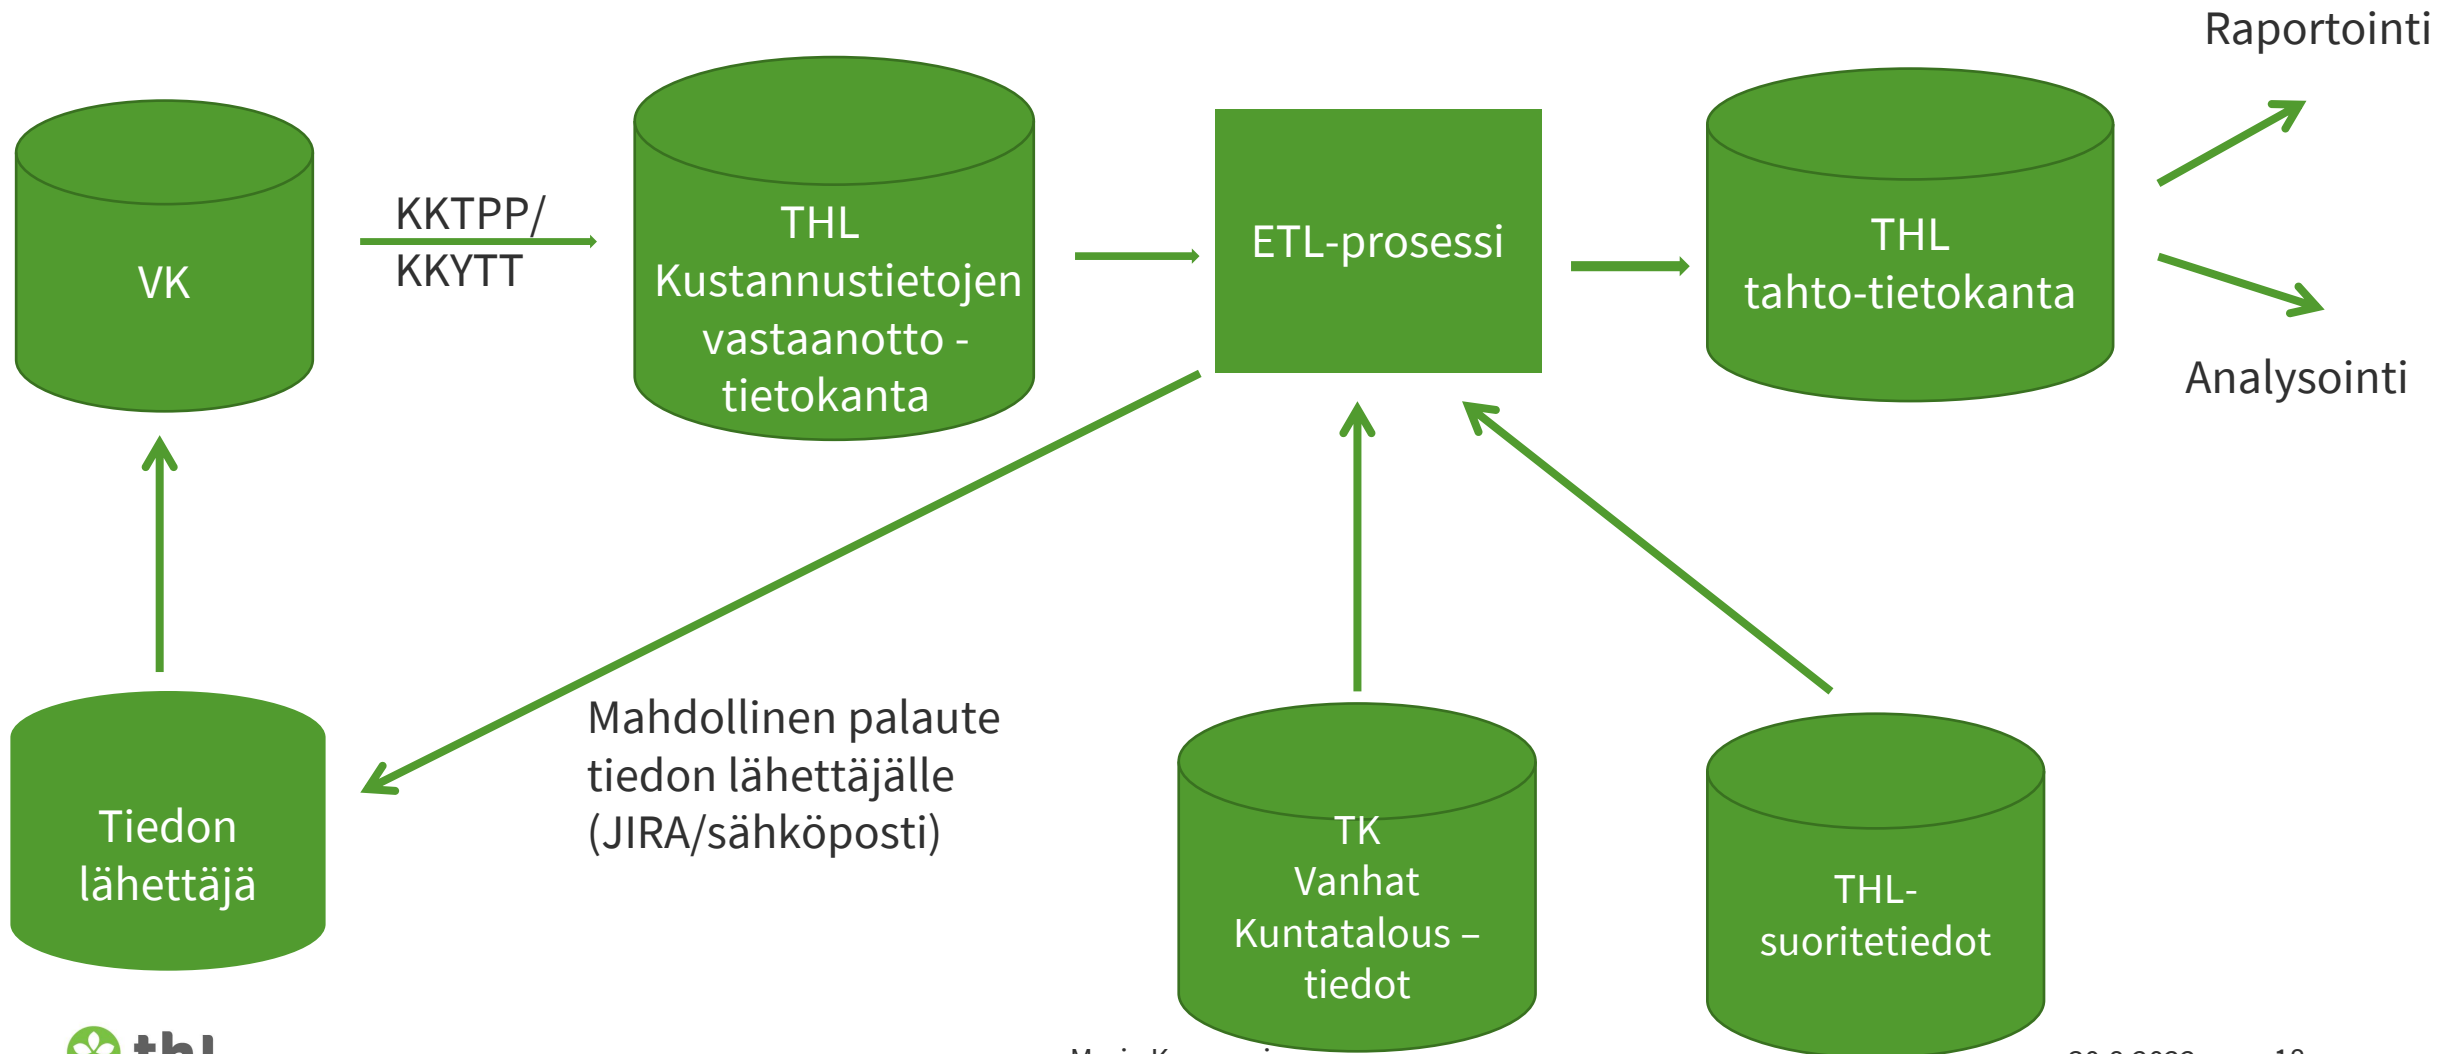 Raportointi
KKTPP/
KKYTT
VK
THL
Kustannustietojen
vastaanotto -
tietokanta
ETL-prosessi
THL
tahto-tietokanta
Analysointi
Mahdollinen palaute
tiedon lähettäjälle
(JIRA/sähköposti)
Tiedon
lähettäjä
TK
Vanhat
Kuntatalous –
tiedot
THL-
suoritetiedot
thl